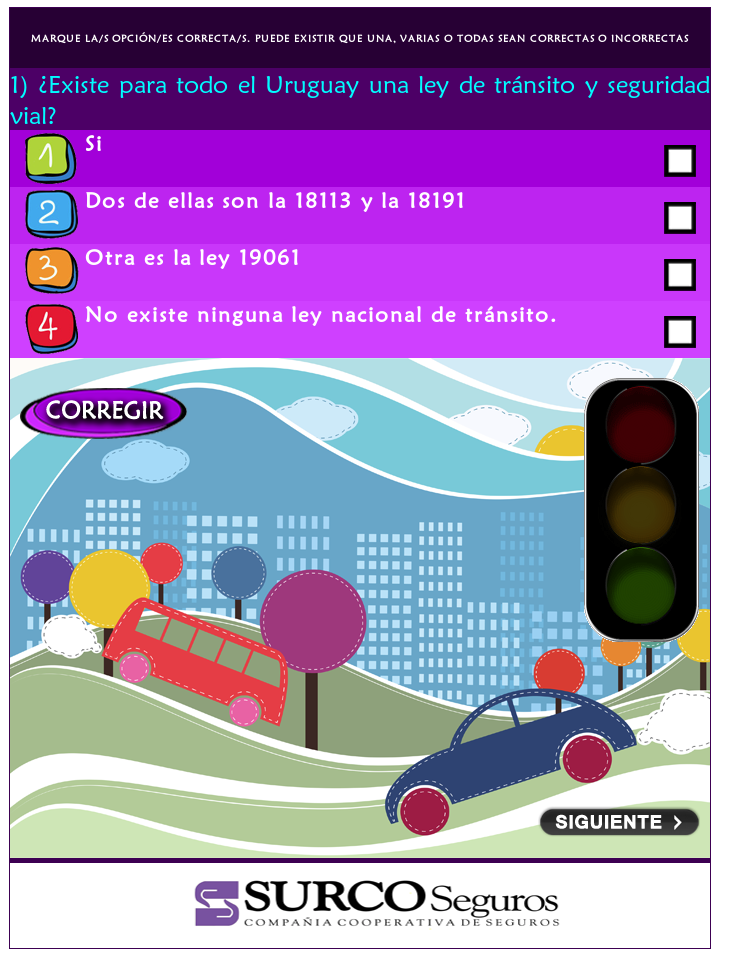 MARQUE LA/S OPCIÓN/ES CORRECTA/S. PUEDE EXISTIR QUE UNA, VARIAS O TODAS SEAN CORRECTAS O INCORRECTAS
1) ¿Existe para todo el Uruguay una ley de tránsito y seguridad
vial?
1 Si
2 Dos de ellas son la 18113 y la 18191
3 Otra es la ley 19061
4 No existe ninguna ley nacional de tránsito.
CORREGIR
SIGUIENTE >
SURCO Seguros
COMPAÑIA COOPERATIVA DE SEGUROS